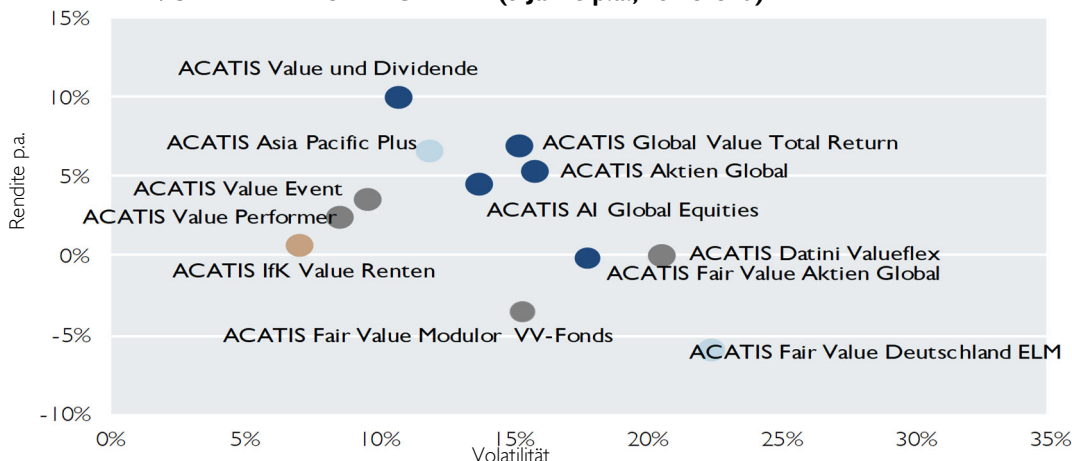 15%
ACATIS Value und Dividende
10%
ACATIS Asia Pacific Plus
ACATIS Global Value Total Return
ACATIS Aktien Global
5%
ACATIS Value Event
ACATIS AI Global Equities
ACATIS Value Performer
Rendite p.a.
0%
ACATIS Datini Valueflex
ACATIS IfK Value Renten
ACATIS Fair Value Aktien Global
-5%
ACATIS Fair Value Modulor VV-Fonds
ACATIS Fair Value Deutschland ELM
-10%
0% 5% 10% 15% 20% 25% 30% 35%
Volatilität